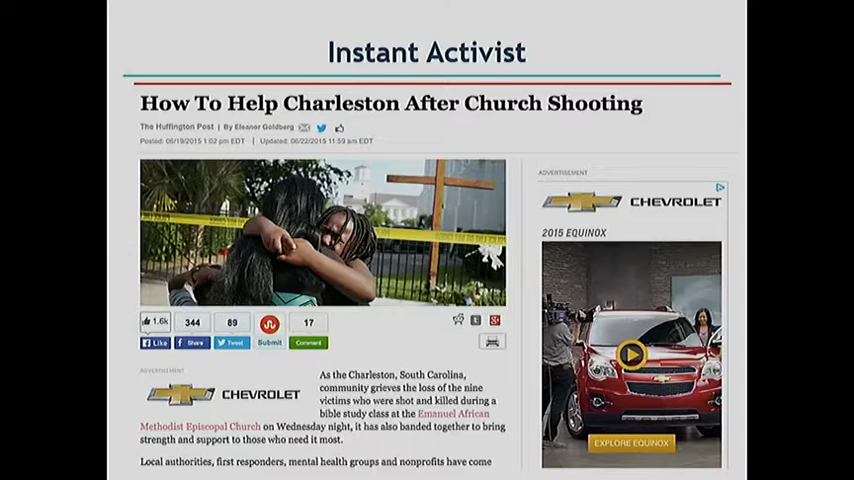 Instant Activist
How To Help Charleston After Church Shooting
The Huffington Post | By Eleanor Goldberg
Posted: 06/19/2015 1:02 pm EDT | Updated: 06/22/2015 11:59 am EDT
ADVERTISEMENT
CHEVROLET
2015 EQUINOX
EXPLORE EQUINOX
1.6k
344
89
17
Like
Share
Tweet
Submit
Comment
ADVERTISEMENT
CHEVROLET
As the Charleston, South Carolina,
community grieves the loss of the nine
victims who were shot and killed during a
bible study class at the Emanuel African
Methodist Episcopal Church on Wednesday night, it has also banded together to bring
strength and support to those who need it most.
Local authorities, first responders, mental health groups and nonprofits have come